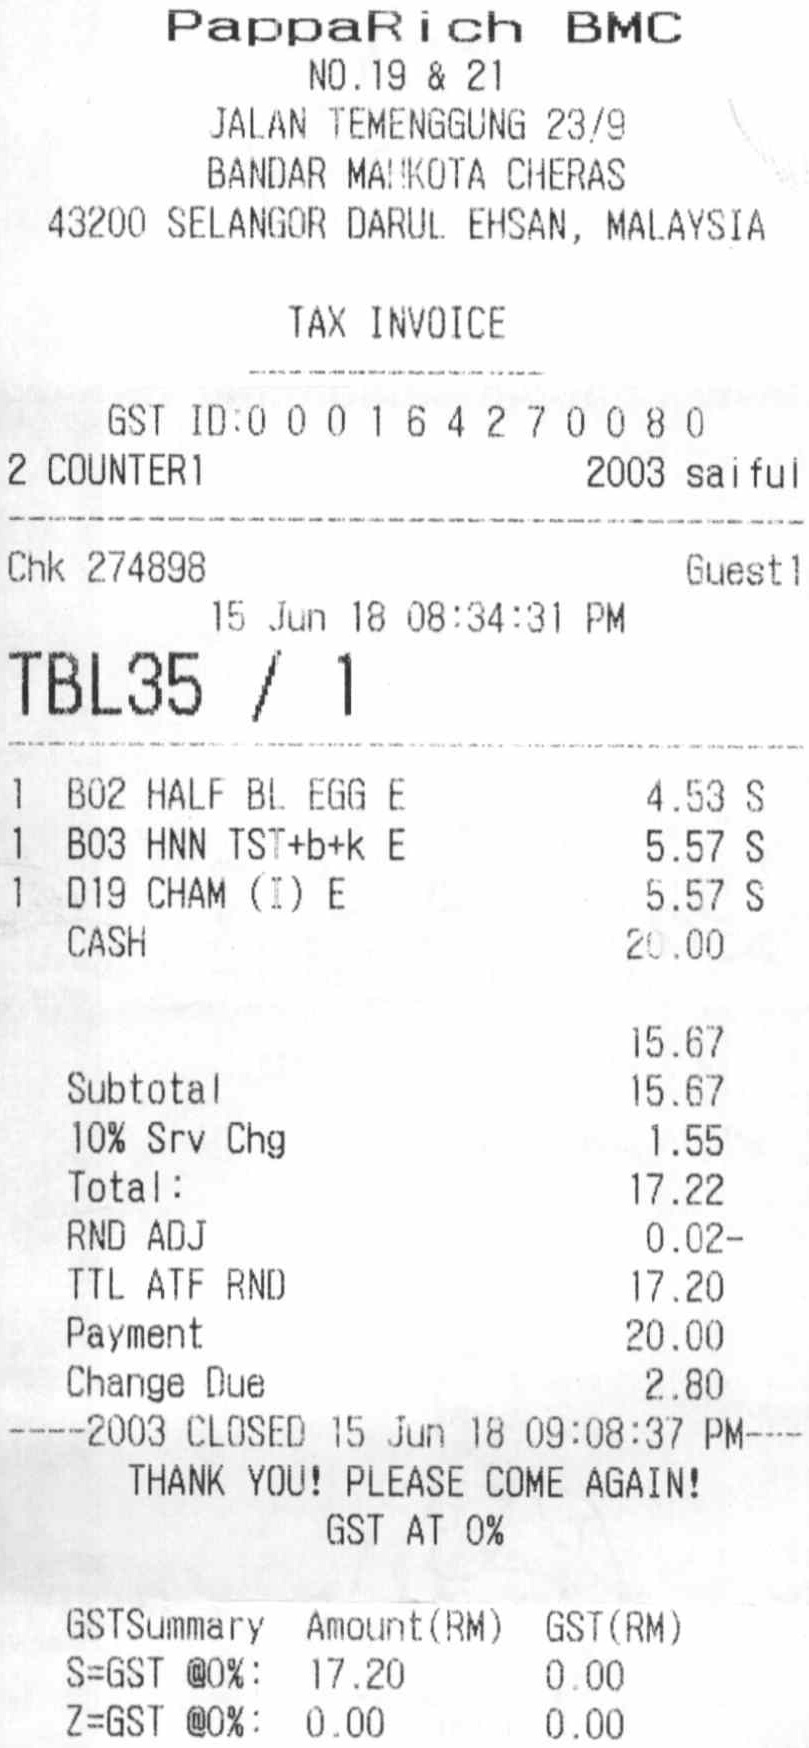 PappaRich BMC
NO.19 & 21
JALAN TEMENGGUNG 23/9
BANDAR MAHKOTA CHERAS
43200 SELANGOR DARUL EHSAN, MALAYSIA
TAX INVOICE
--------------------
GST ID:0 0 0 1 6 4 2 7 0 0 8 0
2 COUNTER1 2003 saiful
----------------------------------------
Chk 274898 Guest1
15 Jun 18 08:34:31 PM
TBL35 / 1
----------------------------------------
1 B02 HALF BL EGG E 4.53 S
1 B03 HNN TST+b+k E 5.57 S
1 D19 CHAM (I) E 5.57 S
CASH 20.00
15.67
Subtotal 15.67
10% Srv Chg 1.55
Total: 17.22
RND ADJ 0.02-
TTL ATF RND 17.20
Payment 20.00
Change Due 2.80
----2003 CLOSED 15 Jun 18 09:08:37 PM----
THANK YOU! PLEASE COME AGAIN!
GST AT 0%
GSTSummary Amount(RM) GST(RM)
S=GST @0%: 17.20 0.00
Z=GST @0%: 0.00 0.00